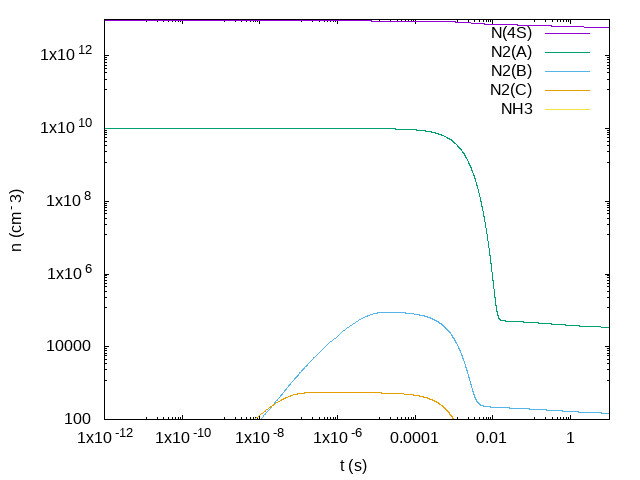 1x10^12
1x10^10
1x10^8
1x10^6
10000
100
n (cm^-3)
N(4S)
N2(A)
N2(B)
N2(C)
NH3
1x10^-12 1x10^-10 1x10^-8 1x10^-6 0.0001 0.01 1
t (s)